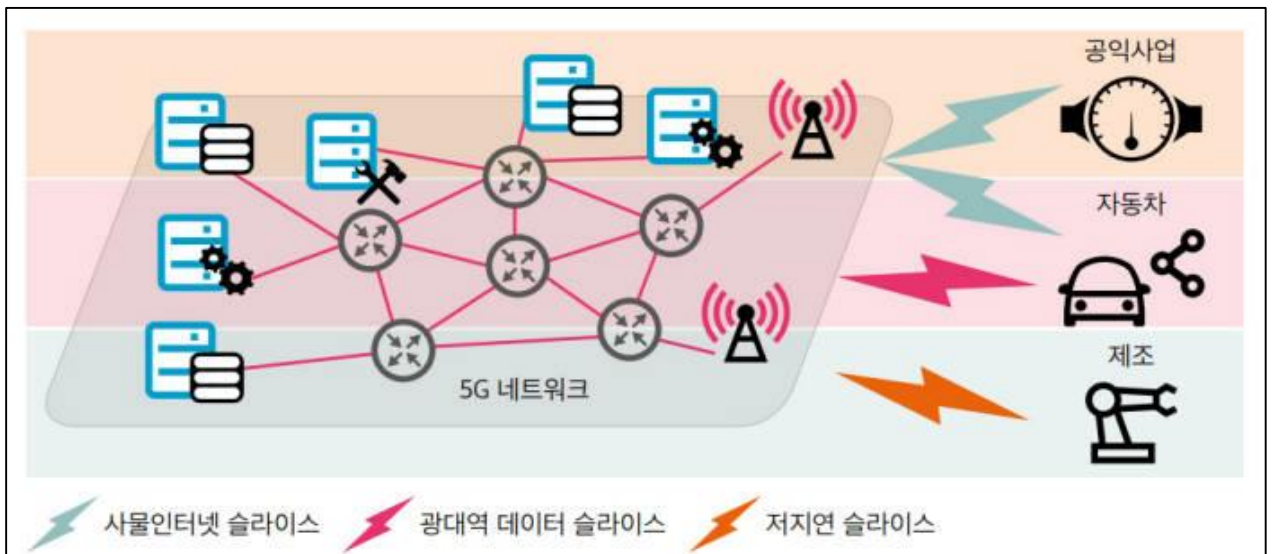 공익사업
자동차
제조
5G 네트워크
사물인터넷 슬라이스
광대역 데이터 슬라이스
저지연 슬라이스